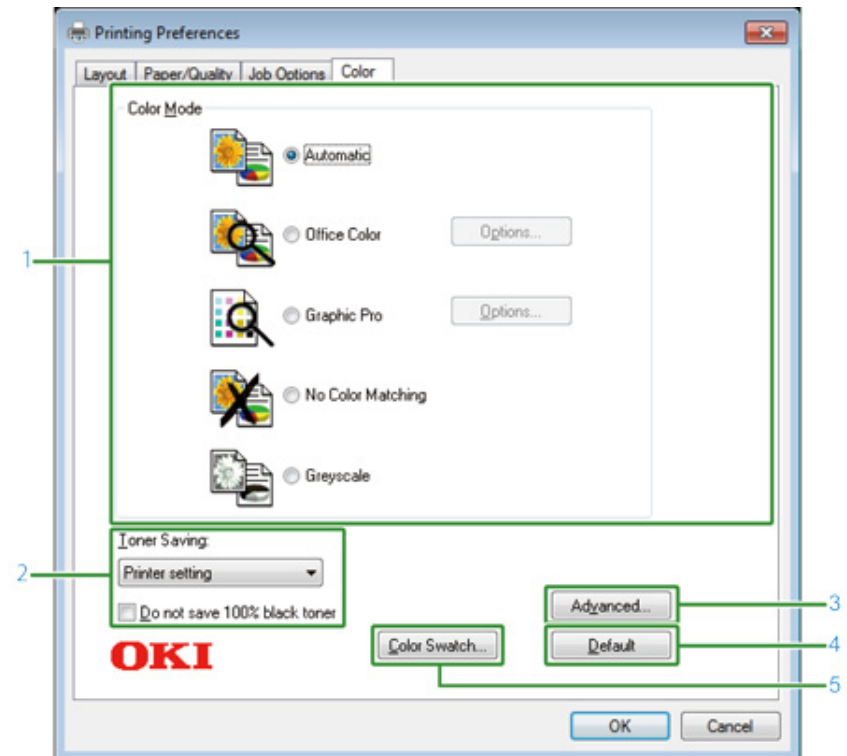 Printing Preferences
Layout Paper/Quality Job Options Color
Color Mode
Automatic
Office Color Options...
Graphic Pro Options...
No Color Matching
Greyscale
Toner Saving:
Printer setting
Do not save 100% black toner
Advanced...
Color Swatch... Default
OKI
OK Cancel
1
2
3
4
5